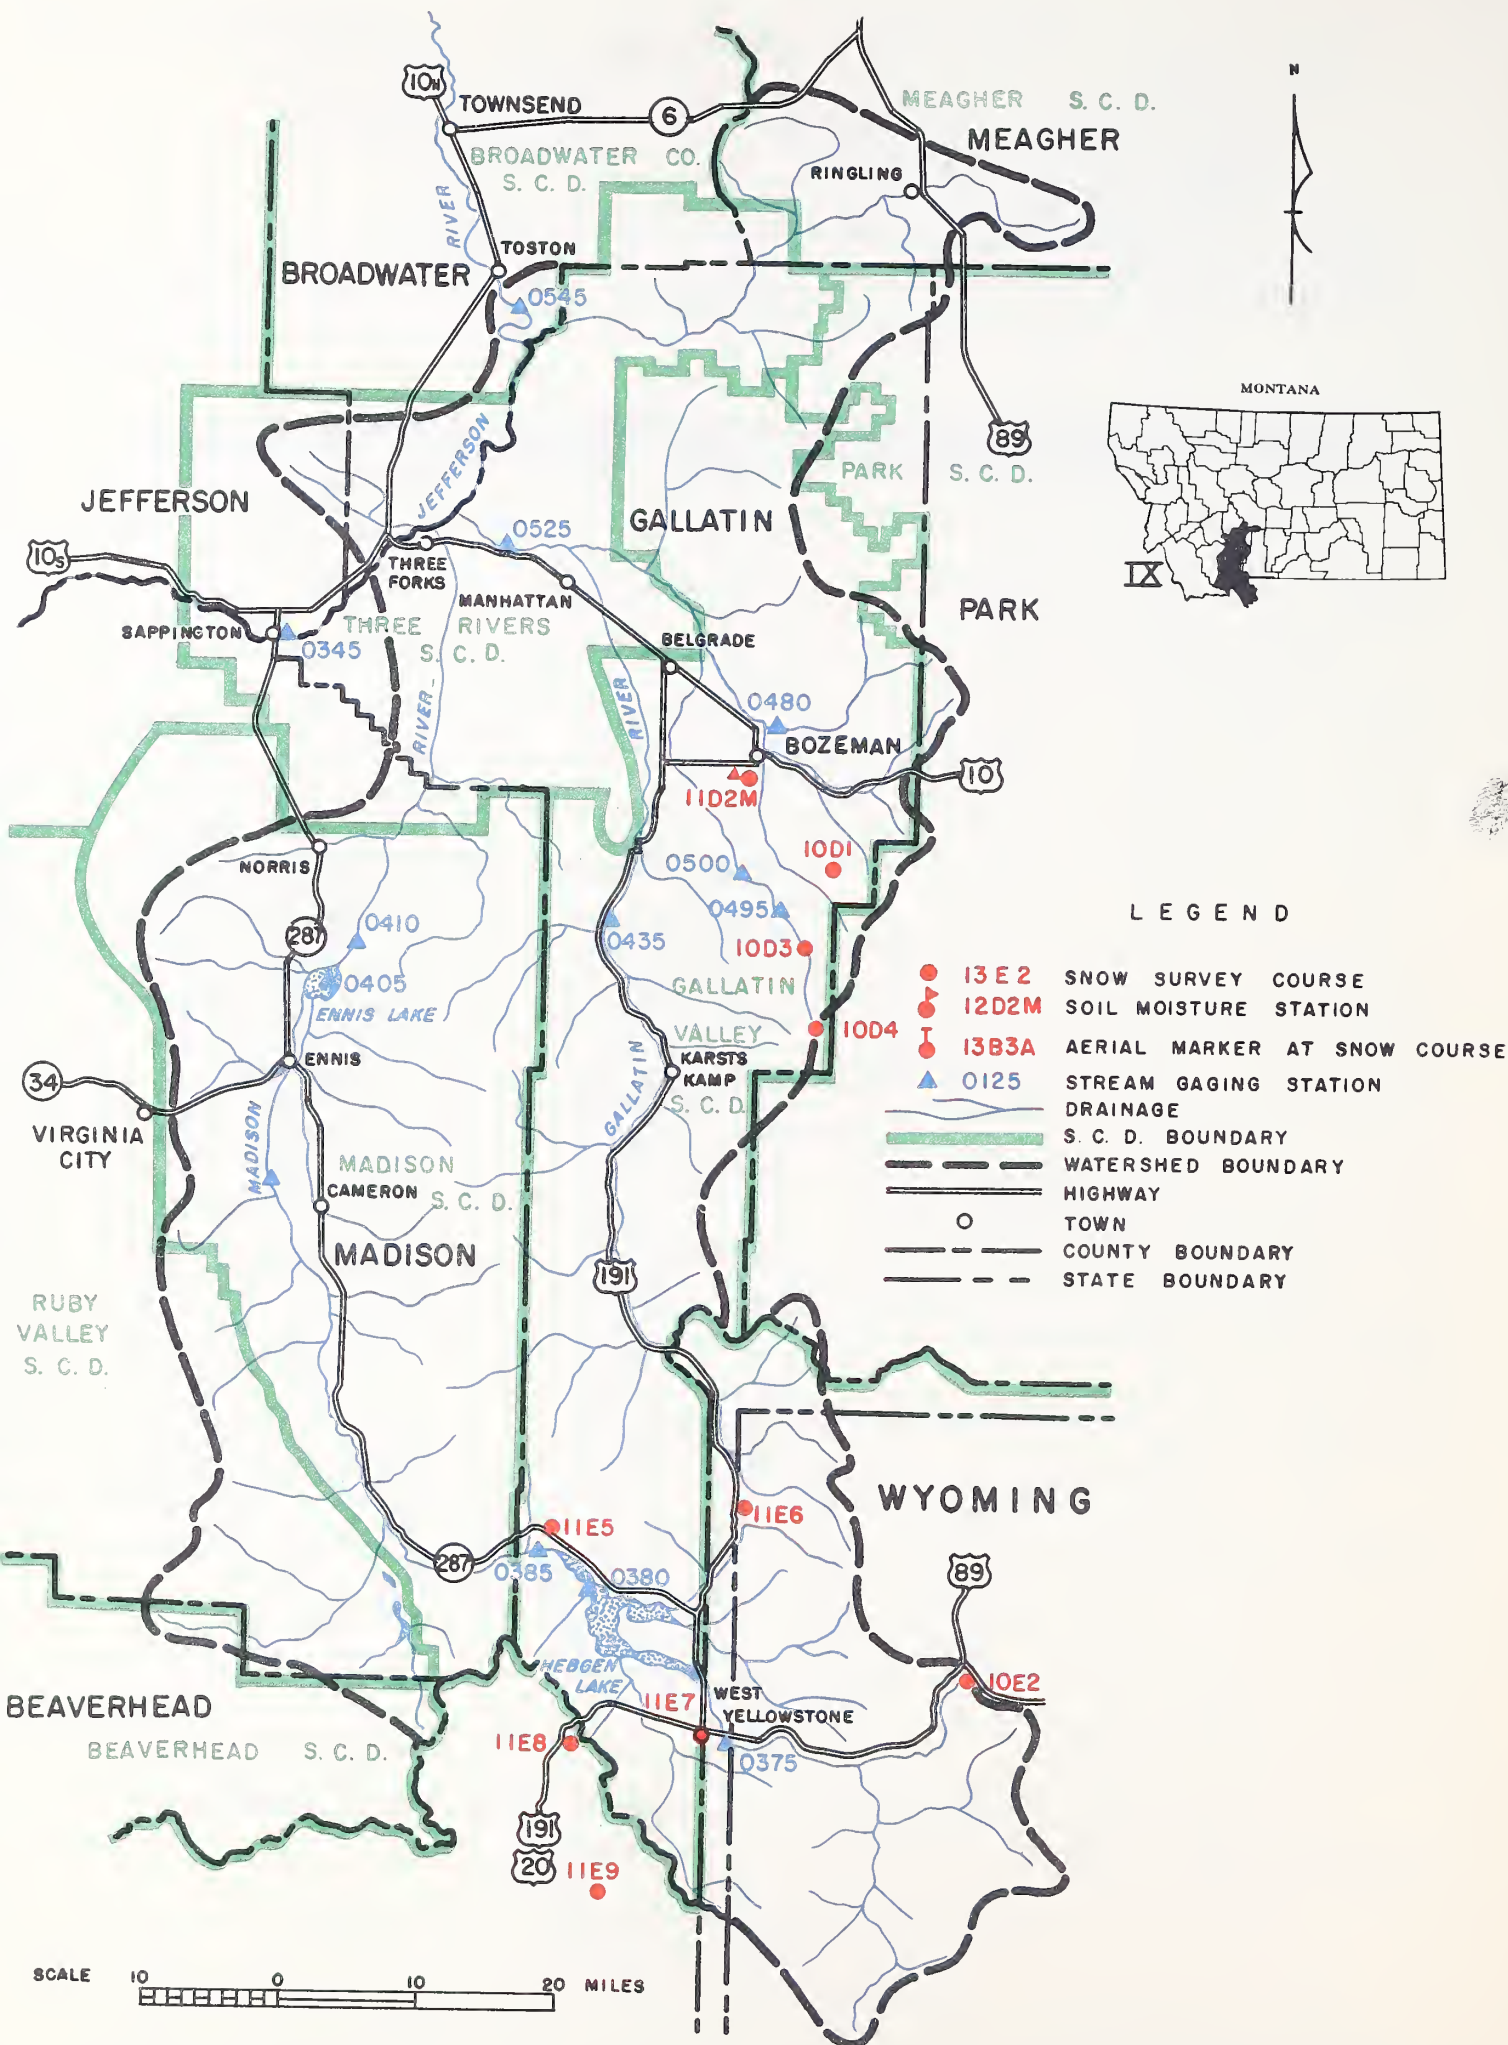 10N
TOWNSEND
6
MEAGHER S. C. D.
MEAGHER
BROADWATER CO.
S. C. D.
RINGLING
N
RIVER
TOSTON
BROADWATER
0545
MONTANA
IX
89
JEFFERSON
PARK S. C. D.
JEFFERSON
GALLATIN
0525
10S
THREE
FORKS
MANHATTAN
PARK
SAPPINGTON
0345
THREE RIVERS
S. C. D.
BELGRADE
RIVER
RIVER
0480
BOZEMAN
10
11D2M
NORRIS
0500
10D1
0410
287
0495
0435
10D3
0405
ENNIS LAKE
GALLATIN
VALLEY
S. C. D.
10D4
ENNIS
KARSTS
KAMP
34
GALLATIN
VIRGINIA
CITY
MADISON
MADISON
S. C. D.
CAMERON
MADISON
191
RUBY
VALLEY
S. C. D.
LEGEND
13E2 SNOW SURVEY COURSE
12D2M SOIL MOISTURE STATION
13B3A AERIAL MARKER AT SNOW COURSE
0125 STREAM GAGING STATION
DRAINAGE
S. C. D. BOUNDARY
WATERSHED BOUNDARY
HIGHWAY
TOWN
COUNTY BOUNDARY
STATE BOUNDARY
WYOMING
11E6
11E5
287
0385
0380
89
HEBGEN
LAKE
10E2
BEAVERHEAD
11E7
WEST
YELLOWSTONE
BEAVERHEAD S. C. D.
11E8
0375
191
20
11E9
SCALE 10 0 10 20 MILES